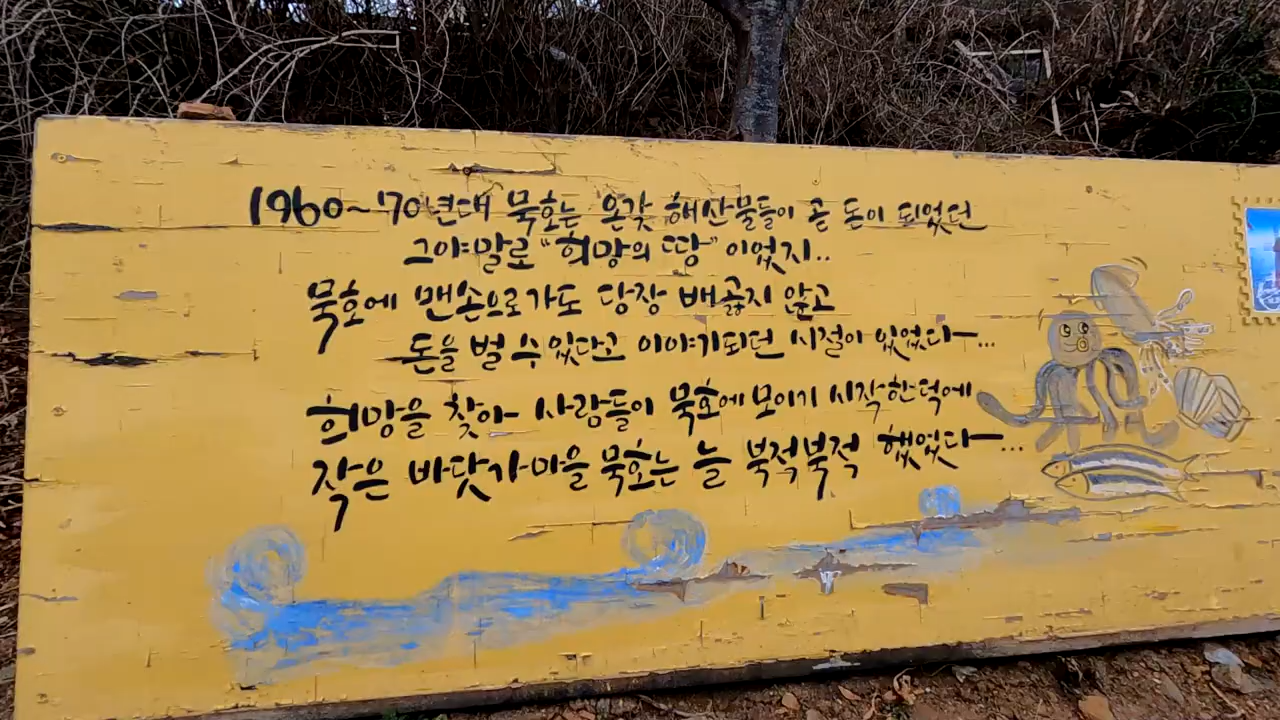 1960~70년대 묵호는 온갖 해산물들이 곧 돈이 되었던
그야말로 "희망의 땅" 이었지..
묵호에 맨손으로가도 당장 배곯지 않고
돈을 벌 수 있다고 이야기되던 시절이 있었다ㅡ...
희망을 찾아 사람들이 묵호에 모이기 시작한덕에
작은 바닷가마을 묵호는 늘 북적북적 했었다ㅡ...